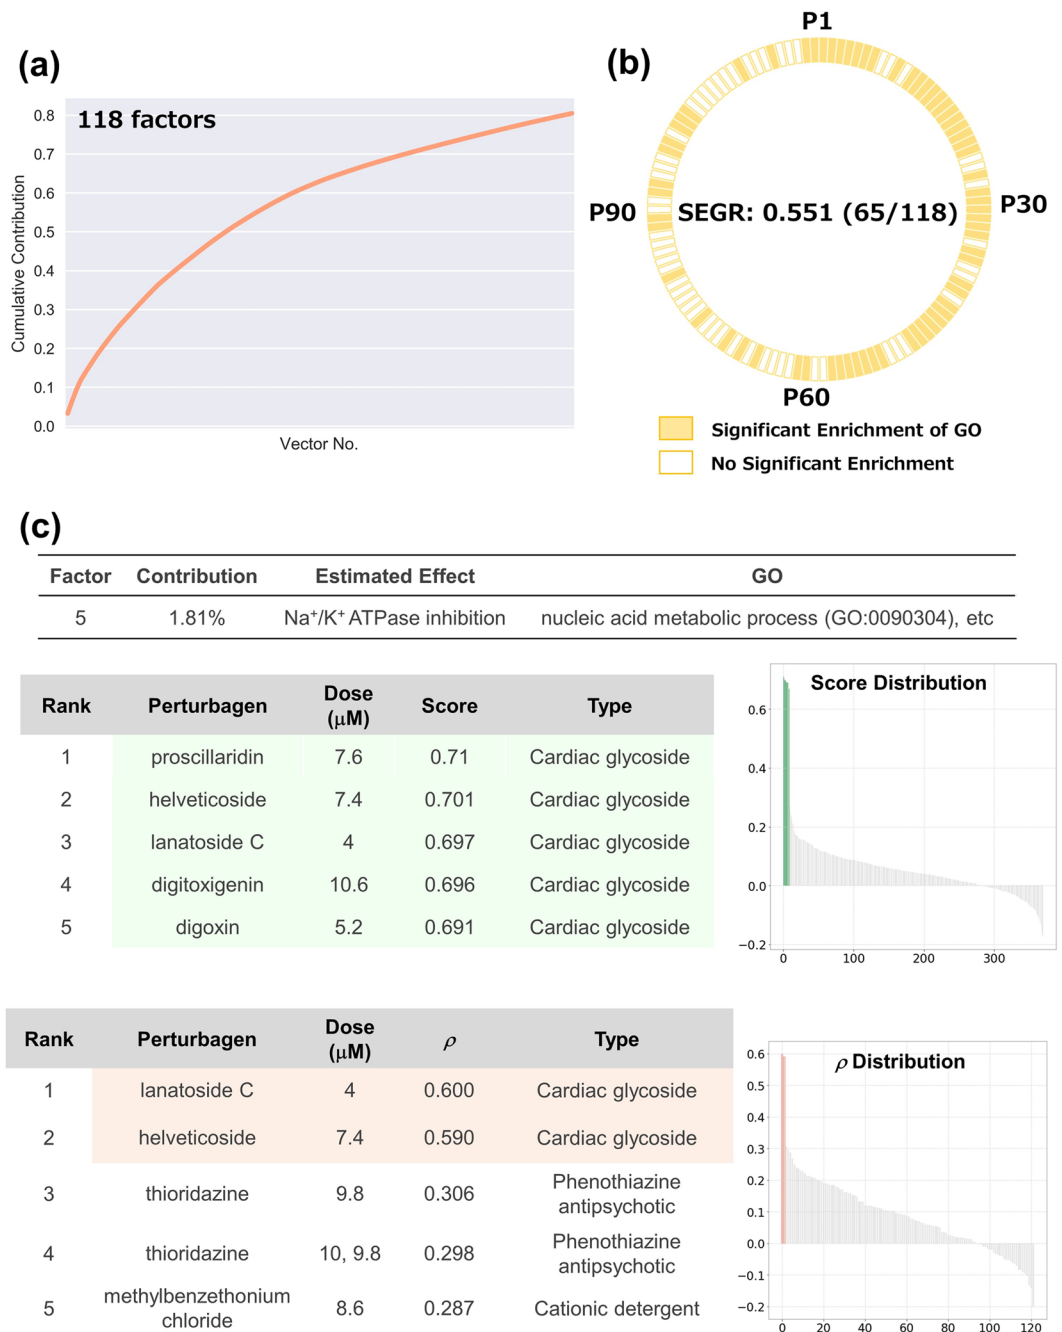 (a)
118 factors
0.8
0.7
0.6
0.5
0.4
0.3
0.2
0.1
0.0
Cumulative Contribution
Vector No.
(b)
P1
P30
P60
P90
SEGR: 0.551 (65/118)
Significant Enrichment of GO
No Significant Enrichment
(c)
Factor Contribution Estimated Effect GO
5 1.81% Na⁺/K⁺ ATPase inhibition nucleic acid metabolic process (GO:0090304), etc
Rank Perturbagen Dose (μM) Score Type
1 proscillaridin 7.6 0.71 Cardiac glycoside
2 helveticoside 7.4 0.701 Cardiac glycoside
3 lanatoside C 4 0.697 Cardiac glycoside
4 digitoxigenin 10.6 0.696 Cardiac glycoside
5 digoxin 5.2 0.691 Cardiac glycoside
Score Distribution
0.6
0.4
0.2
0.0
−0.2
0 100 200 300
Rank Perturbagen Dose (μM) ρ Type
1 lanatoside C 4 0.600 Cardiac glycoside
2 helveticoside 7.4 0.590 Cardiac glycoside
3 thioridazine 9.8 0.306 Phenothiazine antipsychotic
4 thioridazine 10, 9.8 0.298 Phenothiazine antipsychotic
5 methylbenzethonium chloride 8.6 0.287 Cationic detergent
ρ Distribution
0.6
0.5
0.4
0.3
0.2
0.1
0.0
−0.1
−0.2
0 20 40 60 80 100 120